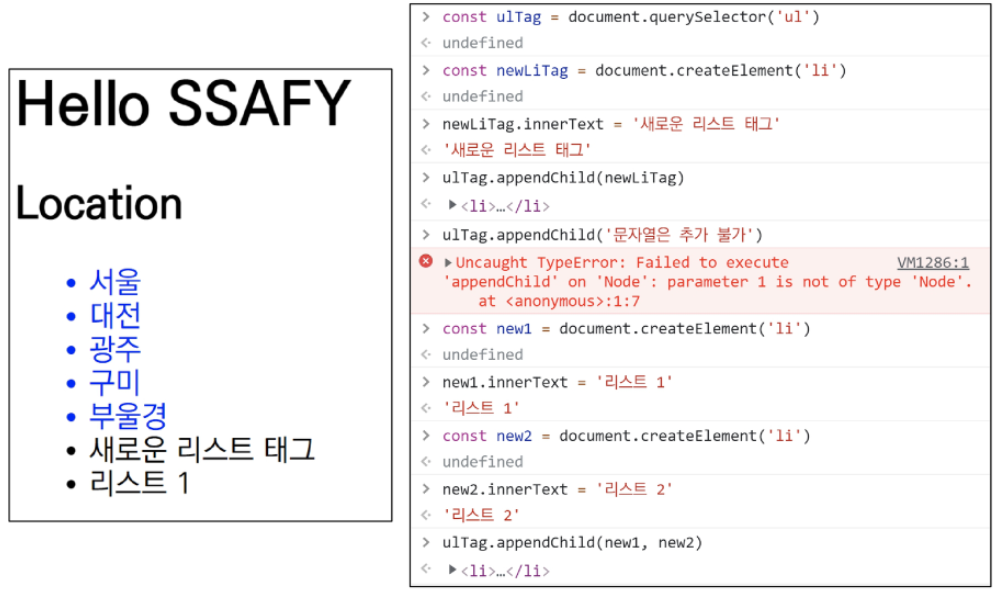 Hello SSAFY
Location
• 서울
• 대전
• 광주
• 구미
• 부울경
• 새로운 리스트 태그
• 리스트 1
> const ulTag = document.querySelector('ul')
<· undefined
> const newLiTag = document.createElement('li')
<· undefined
> newLiTag.innerText = '새로운 리스트 태그'
<· '새로운 리스트 태그'
> ulTag.appendChild(newLiTag)
<· ▶<li>…</li>
> ulTag.appendChild('문자열은 추가 불가')
▶Uncaught TypeError: Failed to execute VM1286:1
'appendChild' on 'Node': parameter 1 is not of type 'Node'.
at <anonymous>:1:7
> const new1 = document.createElement('li')
<· undefined
> new1.innerText = '리스트 1'
<· '리스트 1'
> const new2 = document.createElement('li')
<· undefined
> new2.innerText = '리스트 2'
<· '리스트 2'
> ulTag.appendChild(new1, new2)
<· ▶<li>…</li>